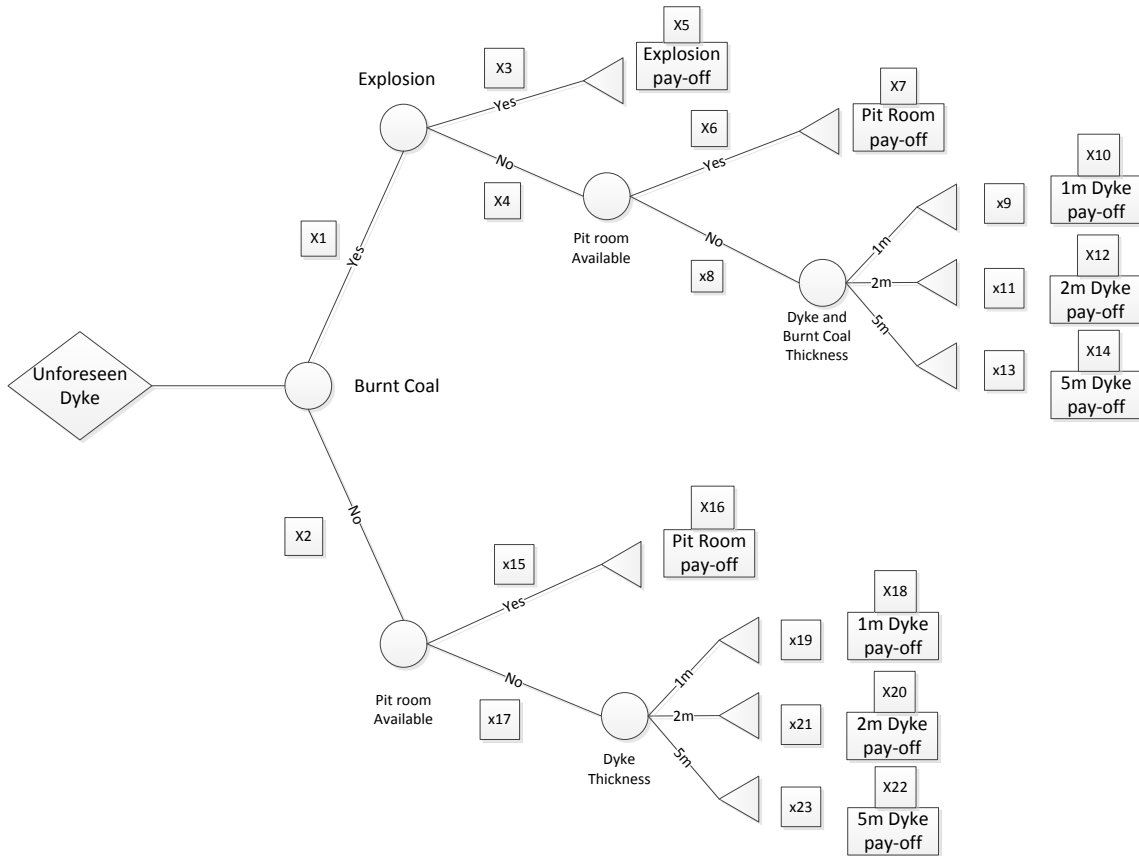 X5
Explosion
pay-off
X3
Explosion
Yes
X7
Pit Room
pay-off
X6
Yes
No
X4
X10
1m Dyke
pay-off
x9
1m
Pit room
Available
No
x8
X1
Yes
X12
2m Dyke
pay-off
x11
2m
Dyke and
Burnt Coal
Thickness
5m
X14
5m Dyke
pay-off
x13
Unforeseen
Dyke
Burnt Coal
No
X2
X16
Pit Room
pay-off
x15
Yes
X18
1m Dyke
pay-off
x19
1m
Pit room
Available
No
x17
X20
2m Dyke
pay-off
x21
2m
Dyke
Thickness
5m
X22
5m Dyke
pay-off
x23